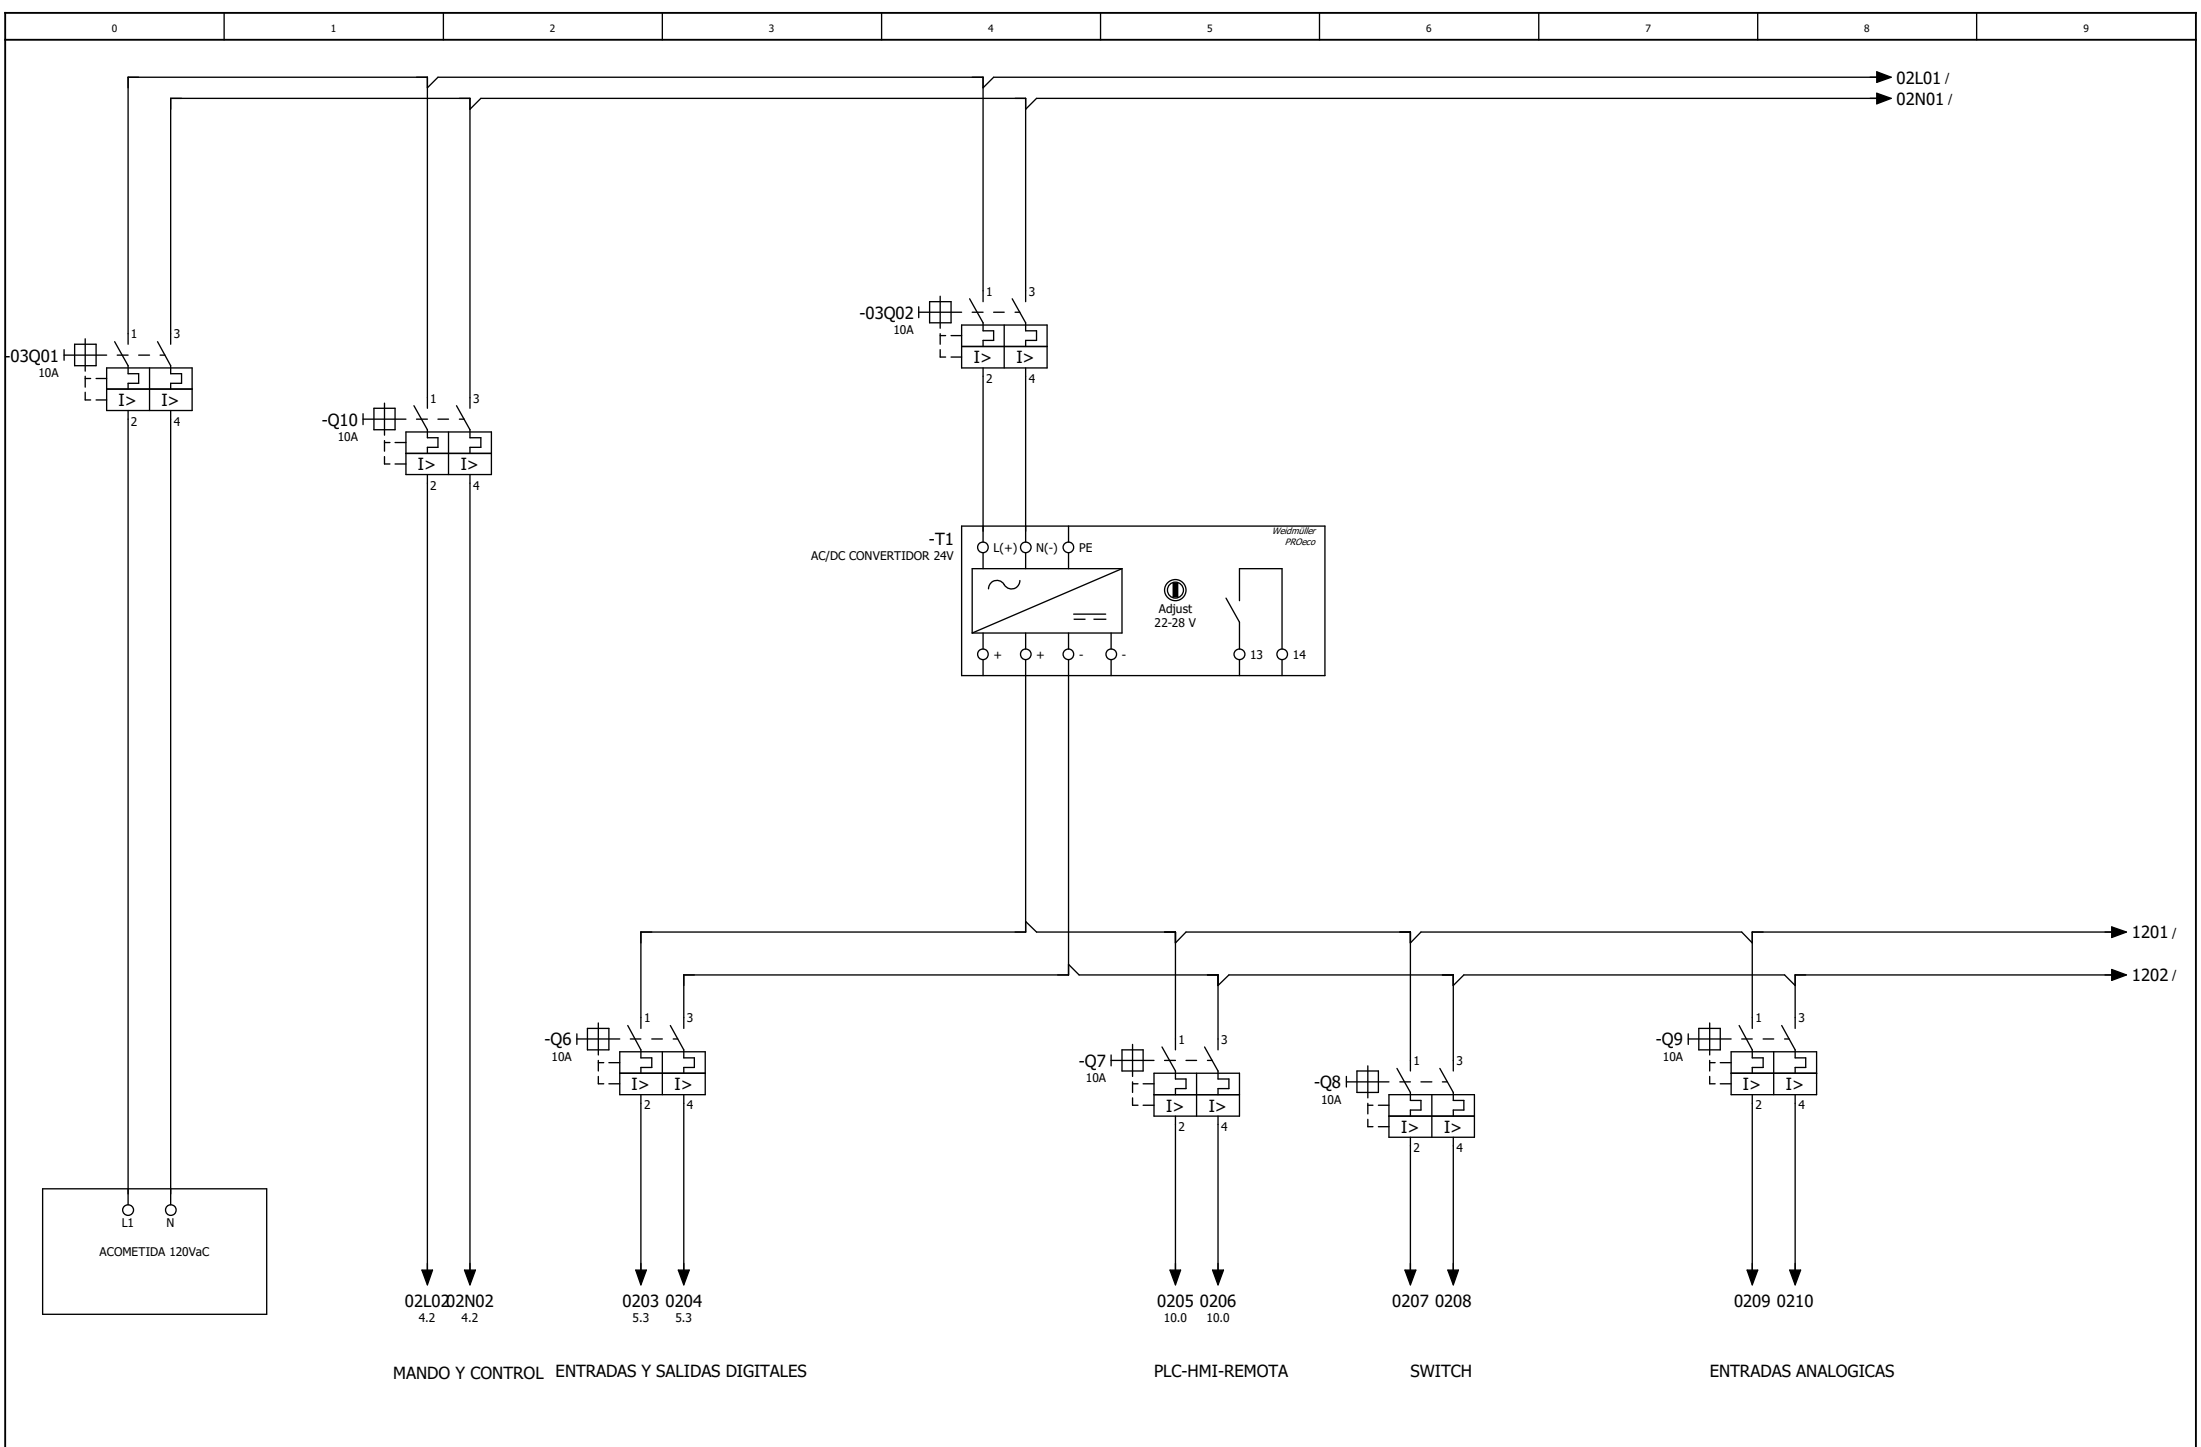 0 1 2 3 4 5 6 7 8 9
02L01 /
02N01 /
-03Q02
10A
1 3
I> I>
2 4
-03Q01
10A
1 3
I> I>
2 4
-Q10
10A
1 3
I> I>
2 4
-T1
AC/DC CONVERTIDOR 24V
Weidmüller
PROeco
L(+) N(-) PE
Adjust
22-28 V
+ + - - 13 14
1201 /
1202 /
-Q6
10A
1 3
I> I>
2 4
-Q7
10A
1 3
I> I>
2 4
-Q8
10A
1 3
I> I>
2 4
-Q9
10A
1 3
I> I>
2 4
L1 N
ACOMETIDA 120VaC
02L02 02N02 0203 0204 0205 0206 0207 0208 0209 0210
4.2 4.2 5.3 5.3 10.0 10.0
MANDO Y CONTROL ENTRADAS Y SALIDAS DIGITALES PLC-HMI-REMOTA SWITCH ENTRADAS ANALOGICAS